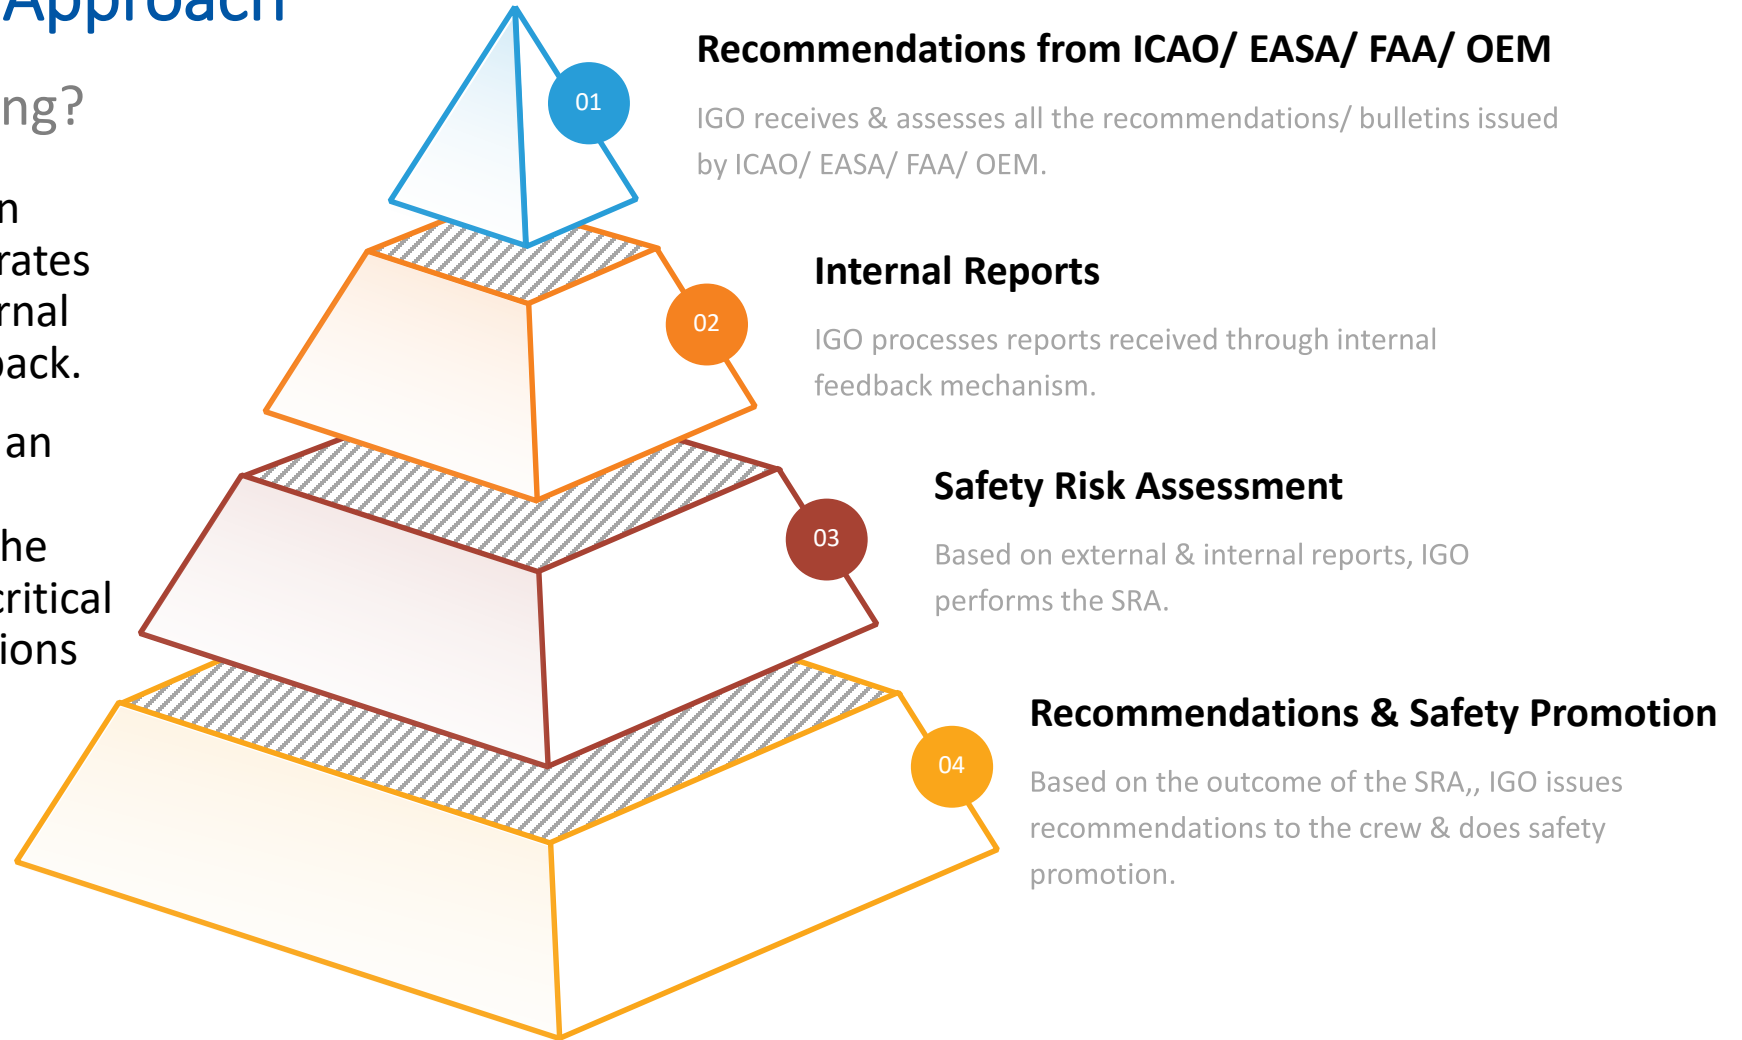 Approach
ng?
n
rates
rnal
back.
an
he
critical
ions
01
Recommendations from ICAO/ EASA/ FAA/ OEM
IGO receives & assesses all the recommendations/ bulletins issued
by ICAO/ EASA/ FAA/ OEM.
02
Internal Reports
IGO processes reports received through internal
feedback mechanism.
03
Safety Risk Assessment
Based on external & internal reports, IGO
performs the SRA.
04
Recommendations & Safety Promotion
Based on the outcome of the SRA,, IGO issues
recommendations to the crew & does safety
promotion.